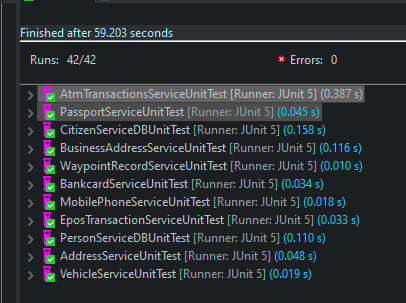 Finished after 59.203 seconds
Runs: 42/42 Errors: 0
AtmTransactionsServiceUnitTest [Runner: JUnit 5] (0.387 s)
PassportServiceUnitTest [Runner: JUnit 5] (0.045 s)
CitizenServiceDBUnitTest [Runner: JUnit 5] (0.158 s)
BusinessAddressServiceUnitTest [Runner: JUnit 5] (0.116 s)
WaypointRecordServiceUnitTest [Runner: JUnit 5] (0.010 s)
BankcardServiceUnitTest [Runner: JUnit 5] (0.034 s)
MobilePhoneServiceUnitTest [Runner: JUnit 5] (0.018 s)
EposTransactionServiceUnitTest [Runner: JUnit 5] (0.033 s)
PersonServiceDBUnitTest [Runner: JUnit 5] (0.110 s)
AddressServiceUnitTest [Runner: JUnit 5] (0.048 s)
VehicleServiceUnitTest [Runner: JUnit 5] (0.019 s)